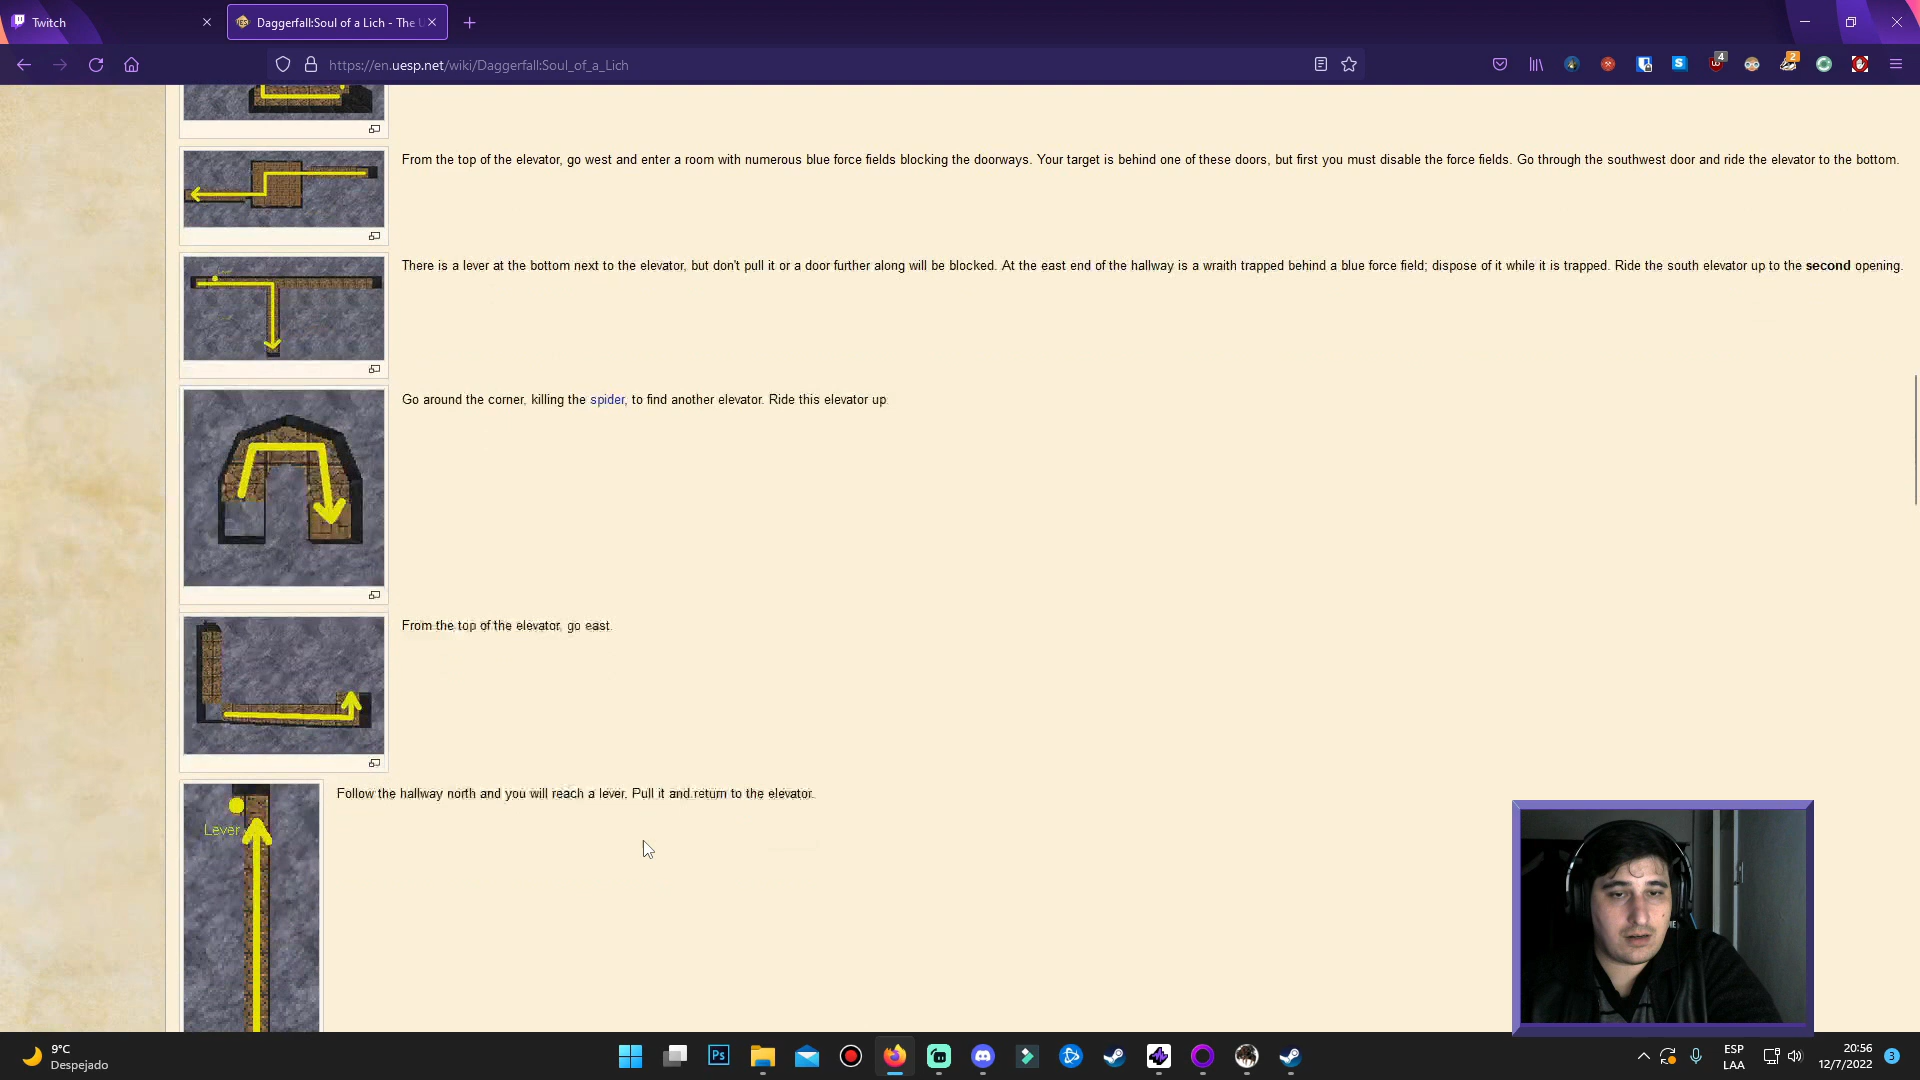 Twitch
Daggerfall:Soul of a Lich - The U
https://en.uesp.net/wiki/Daggerfall:Soul_of_a_Lich
4
2
From the top of the elevator, go west and enter a room with numerous blue force fields blocking the doorways. Your target is behind one of these doors, but first you must disable the force fields. Go through the southwest door and ride the elevator to the bottom.
There is a lever at the bottom next to the elevator, but don't pull it or a door further along will be blocked. At the east end of the hallway is a wraith trapped behind a blue force field; dispose of it while it is trapped. Ride the south elevator up to the second opening.
Go around the corner, killing the spider, to find another elevator. Ride this elevator up.
From the top of the elevator, go east.
Follow the hallway north and you will reach a lever. Pull it and return to the elevator.
Lever
9°C
Despejado
Ps
ESP
LAA
20:56
12/7/2022
3